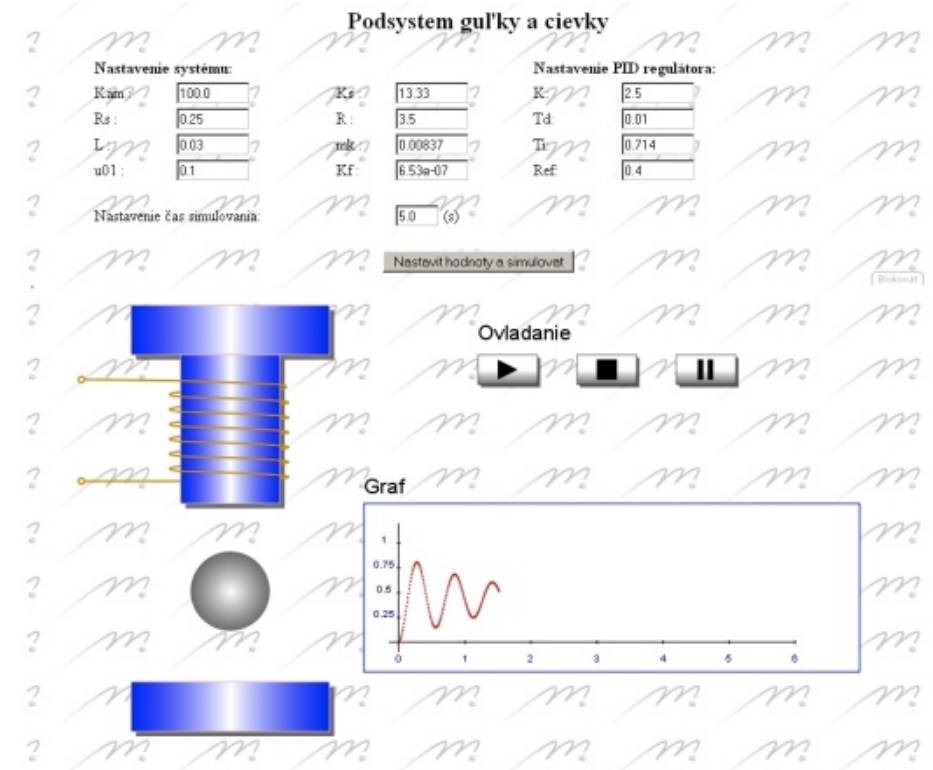 Podsystem guľky a cievky
Nastavenie systému: Nastavenie PID regulátora:
Kam : 100.0 Ks : 13.33 K: 2.5
Rs : 0.25 R : 3.5 Td: 0.01
L : 0.03 mk : 0.00837 Ti: 0.714
u01 : 0.1 Kf : 6.53e-07 Ref: 0.4
Nastavenie čas simulovania: 5.0 (s)
Nastavit hodnoty a simulovat
Blokovat
Ovladanie
Graf
1
0.75
0.5
0.25
0 1 2 3 4 5 6